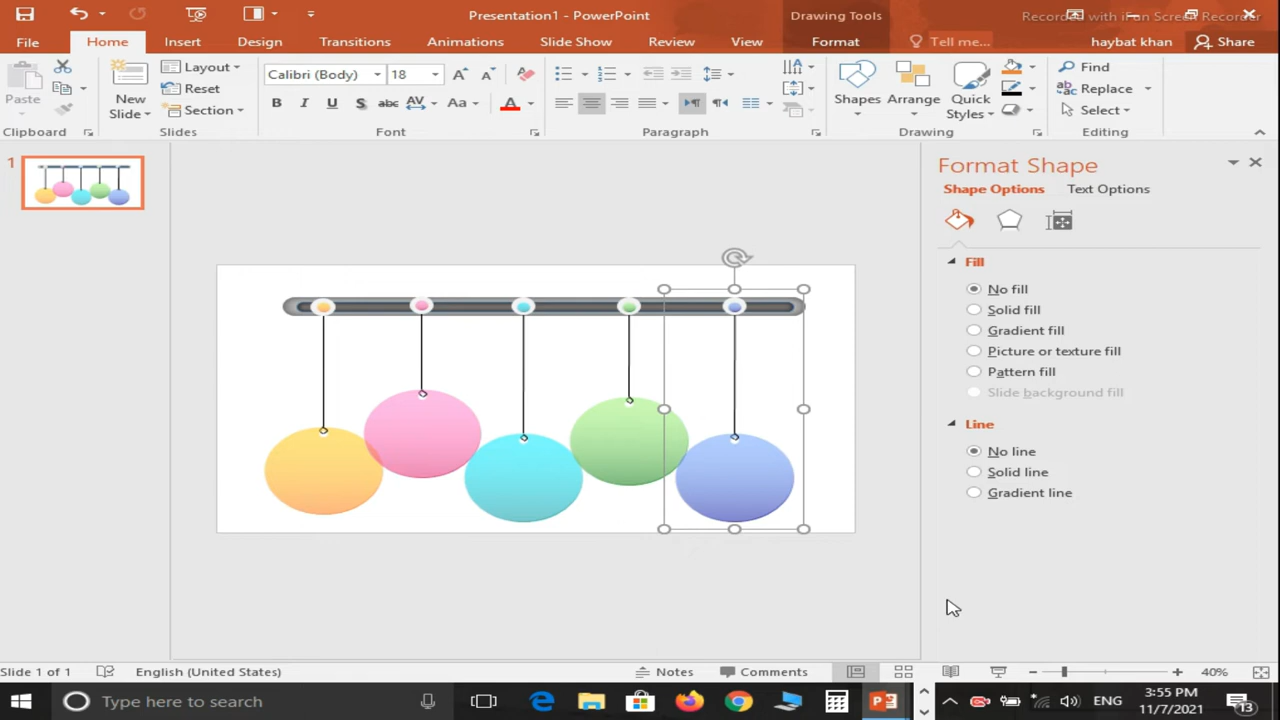 Presentation1 - PowerPoint
Drawing Tools
Recorded with iFun Screen Recorder
File
Home
Insert
Design
Transitions
Animations
Slide Show
Review
View
Format
Tell me...
haybat khan
Share
Paste
New
Slide
Layout
Reset
Section
Calibri (Body)
18
A
A
B
I
U
S
abc
AV
Aa
A
Shapes
Arrange
Quick
Styles
Find
Replace
Select
Clipboard
Slides
Font
Paragraph
Drawing
Editing
1
Format Shape
Shape Options
Text Options
Fill
No fill
Solid fill
Gradient fill
Picture or texture fill
Pattern fill
Slide background fill
Line
No line
Solid line
Gradient line
Slide 1 of 1
English (United States)
Notes
Comments
40%
Type here to search
ENG
3:55 PM
11/7/2021
13